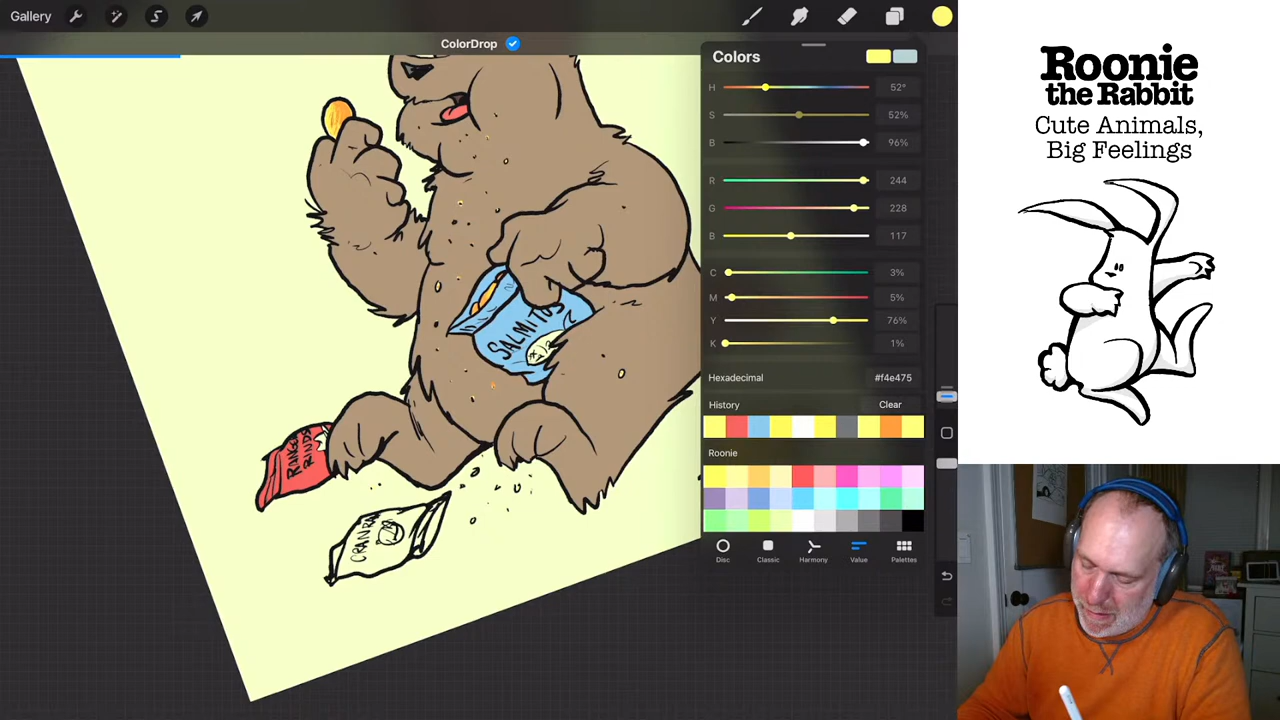 Gallery
ColorDrop
Colors
H 52°
S 52%
B 96%
R 244
G 228
B 117
C 3%
M 5%
Y 76%
K 1%
Hexadecimal #f4e475
History Clear
Roonie
Disc Classic Harmony Value Palettes
SALMITOS
Roonie
the Rabbit
Cute Animals,
Big Feelings